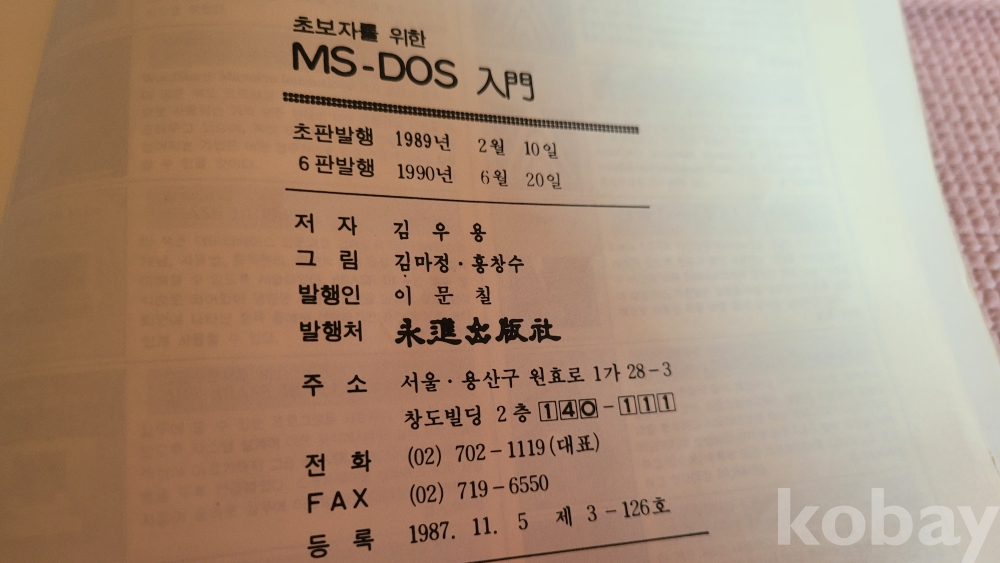 초보자를 위한
MS-DOS 入門
초판발행 1989년 2월 10일
6판발행 1990년 6월 20일
저 자 김 우 용
그 림 김마정·홍창수
발행인 이 문 칠
발행처 永進出版社
주 소 서울·용산구 원효로 1가 28-3
창도빌딩 2층 140-111
전 화 (02) 702-1119(대표)
FAX (02) 719-6550
등 록 1987. 11. 5 제 3-126호
kobay